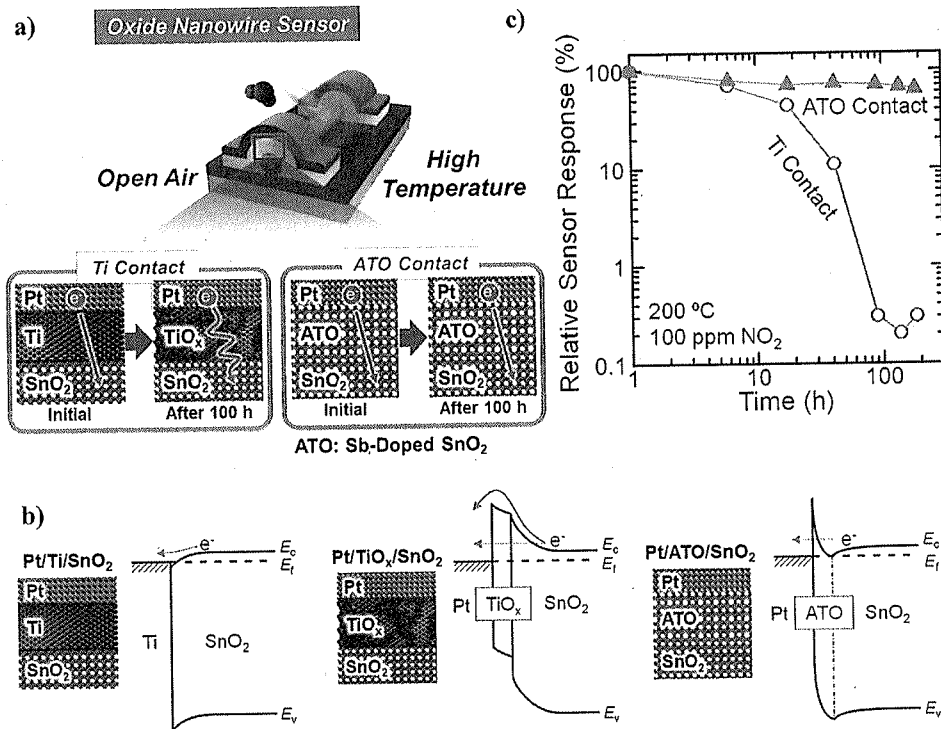 a)
Oxide Nanowire Sensor
Open Air
High
Temperature
Ti Contact
Pt
e
Ti
SnO₂
Initial
Pt
e
TiOₓ
SnO₂
After 100 h
ATO Contact
Pt
e
ATO
SnO₂
Initial
Pt
e
ATO
SnO₂
After 100 h
ATO: Sb-Doped SnO₂
c)
Relative Sensor Response (%)
100
10
1
0.1
ATO Contact
Ti Contact
200 ºC
100 ppm NO₂
1
10
100
Time (h)
b)
Pt/Ti/SnO₂
Pt
Ti
SnO₂
e⁻
Ec
Ef
Ti
SnO₂
Ev
Pt/TiOₓ/SnO₂
Pt
TiOₓ
SnO₂
e⁻
Ec
Ef
Pt
TiOₓ
SnO₂
Ev
Pt/ATO/SnO₂
Pt
ATO
SnO₂
e⁻
Ec
Ef
Pt
ATO
SnO₂
Ev